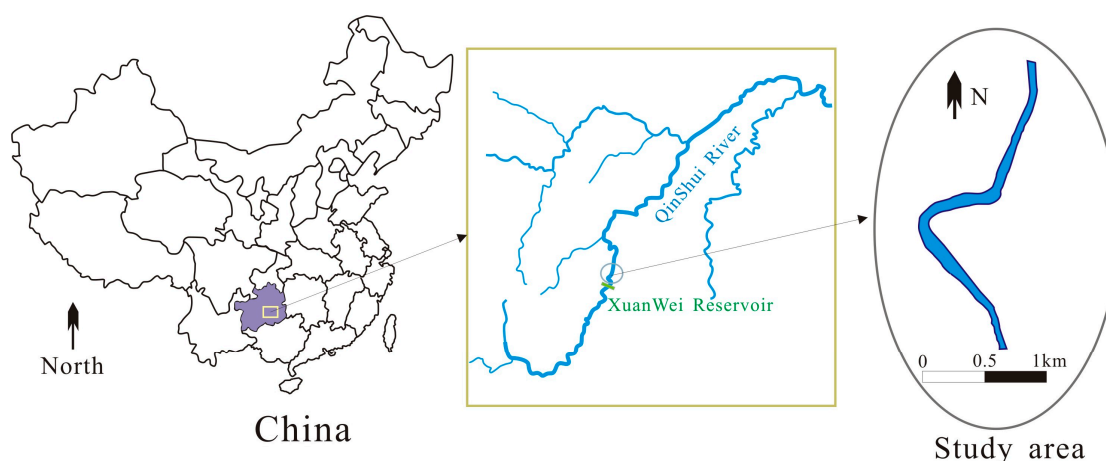 North
China
QinShui River
XuanWei Reservoir
N
0 0.5 1km
Study area